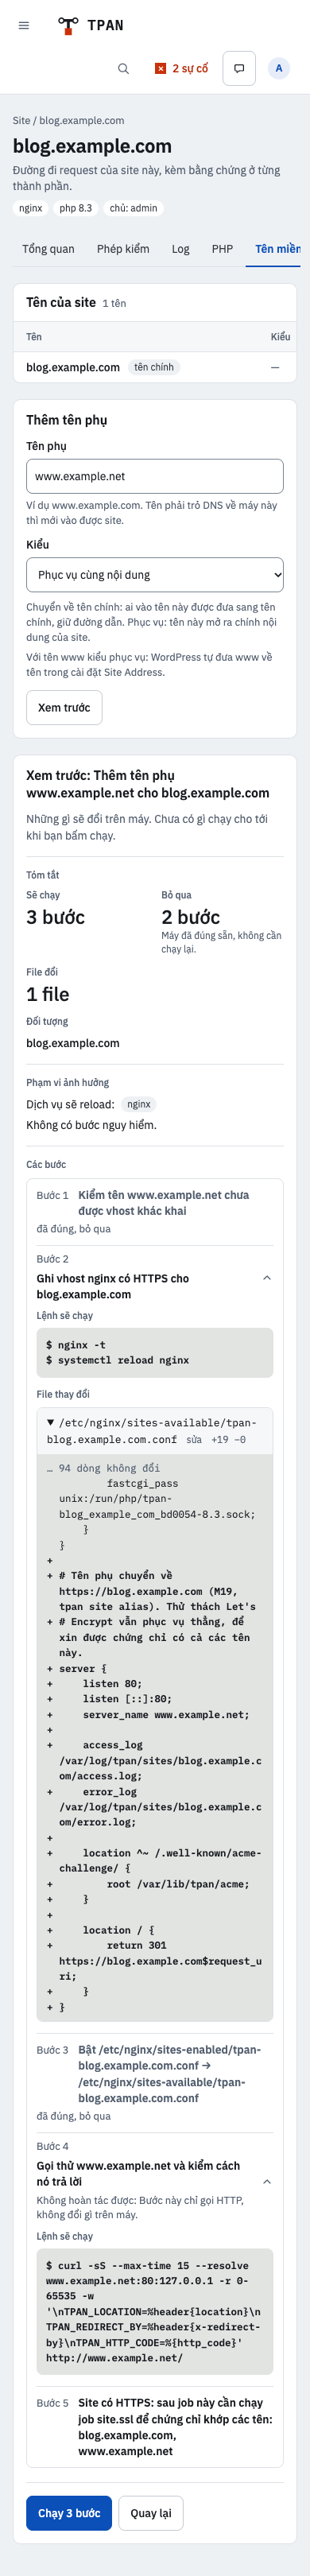 TPAN
2 sự cố
A
Site / blog.example.com
blog.example.com
Đường đi request của site này, kèm bằng chứng ở từng
thành phần.
nginx php 8.3 chủ: admin
Tổng quan Phép kiểm Log PHP Tên miền
Tên của site 1 tên
Tên Kiểu
blog.example.com tên chính —
Thêm tên phụ
Tên phụ
www.example.net
Ví dụ www.example.com. Tên phải trỏ DNS về máy này
thì mới vào được site.
Kiểu
Phục vụ cùng nội dung
Chuyển về tên chính: ai vào tên này được đưa sang tên
chính, giữ đường dẫn. Phục vụ: tên này mở ra chính nội
dung của site.
Với tên www kiểu phục vụ: WordPress tự đưa www về
tên trong cài đặt Site Address.
Xem trước
Xem trước: Thêm tên phụ
www.example.net cho blog.example.com
Những gì sẽ đổi trên máy. Chưa có gì chạy cho tới
khi bạn bấm chạy.
Tóm tắt
Sẽ chạy Bỏ qua
3 bước 2 bước
Máy đã đúng sẵn, không cần
chạy lại.
File đổi
1 file
Đối tượng
blog.example.com
Phạm vi ảnh hưởng
Dịch vụ sẽ reload: nginx
Không có bước nguy hiểm.
Các bước
Bước 1 Kiểm tên www.example.net chưa
được vhost khác khai
đã đúng, bỏ qua
Bước 2
Ghi vhost nginx có HTTPS cho
blog.example.com
Lệnh sẽ chạy
$ nginx -t
$ systemctl reload nginx
File thay đổi
▼ /etc/nginx/sites-available/tpan-
blog.example.com.conf sửa +19 −0
… 94 dòng không đổi
fastcgi_pass
unix:/run/php/tpan-
blog_example_com_bd0054-8.3.sock;
}
}
+
+ # Tên phụ chuyển về
https://blog.example.com (M19,
tpan site alias). Thử thách Let's
+ # Encrypt vẫn phục vụ thẳng, để
xin được chứng chỉ có cả các tên
này.
+ server {
+ listen 80;
+ listen [::]:80;
+ server_name www.example.net;
+
+ access_log
/var/log/tpan/sites/blog.example.c
om/access.log;
+ error_log
/var/log/tpan/sites/blog.example.c
om/error.log;
+
+ location ^~ /.well-known/acme-
challenge/ {
+ root /var/lib/tpan/acme;
+ }
+
+ location / {
+ return 301
https://blog.example.com$request_u
ri;
+ }
+ }
Bước 3 Bật /etc/nginx/sites-enabled/tpan-
blog.example.com.conf →
/etc/nginx/sites-available/tpan-
blog.example.com.conf
đã đúng, bỏ qua
Bước 4
Gọi thử www.example.net và kiểm cách
nó trả lời
Không hoàn tác được: Bước này chỉ gọi HTTP,
không đổi gì trên máy.
Lệnh sẽ chạy
$ curl -sS --max-time 15 --resolve
www.example.net:80:127.0.0.1 -r 0-
65535 -w
'\nTPAN_LOCATION=%header{location}\n
TPAN_REDIRECT_BY=%header{x-redirect-
by}\nTPAN_HTTP_CODE=%{http_code}'
http://www.example.net/
Bước 5 Site có HTTPS: sau job này cần chạy
job site.ssl để chứng chỉ khớp các tên:
blog.example.com,
www.example.net
Chạy 3 bước Quay lại